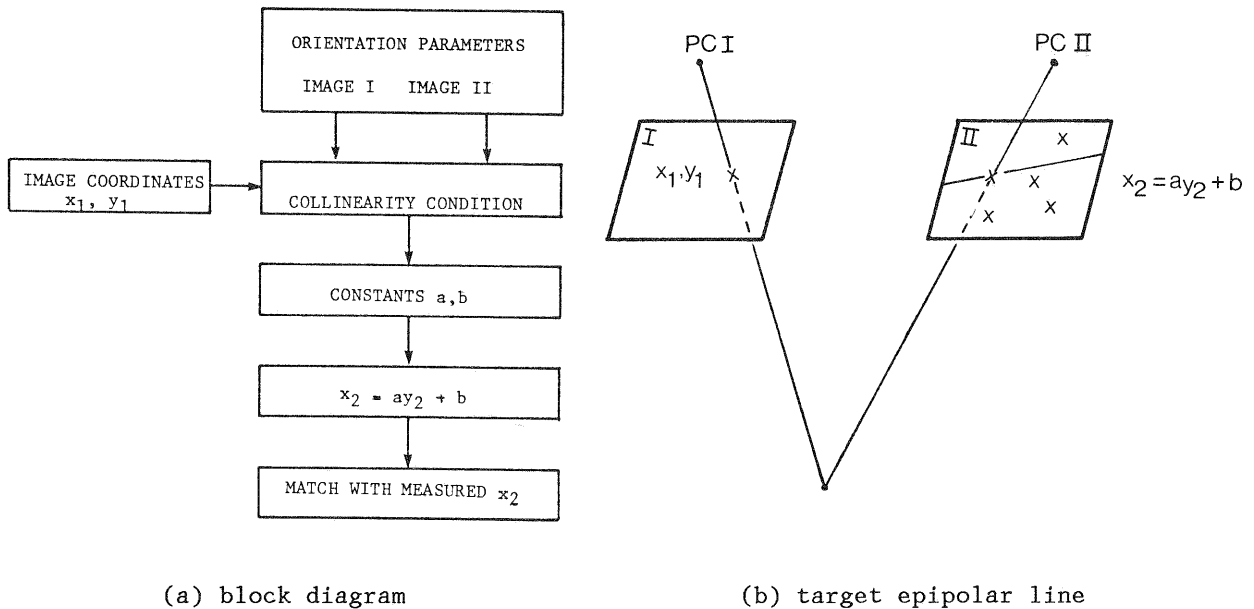 ORIENTATION PARAMETERS
IMAGE I IMAGE II
IMAGE COORDINATES
x₁, y₁
COLLINEARITY CONDITION
CONSTANTS a,b
x₂ = ay₂ + b
MATCH WITH MEASURED x₂
(a) block diagram
PC I
PC II
I
x₁,y₁ x
II
x
x
x
x
x
x₂=ay₂+b
(b) target epipolar line